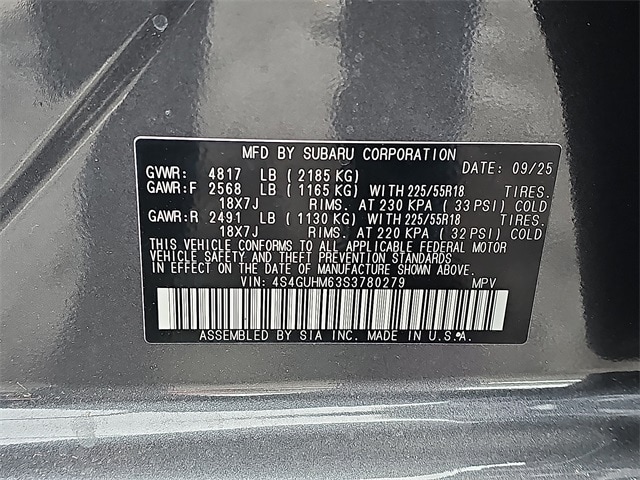 MFD BY SUBARU CORPORATION
GVWR: 4817 LB ( 2185 KG) DATE: 09/25
GAWR:F 2568 LB ( 1165 KG) WITH 225/55R18 TIRES.
18X7J RIMS. AT 230 KPA ( 33 PSI) COLD
GAWR:R 2491 LB ( 1130 KG) WITH 225/55R18 TIRES.
18X7J RIMS. AT 220 KPA ( 32 PSI) COLD
THIS VEHICLE CONFORMS TO ALL APPLICABLE FEDERAL MOTOR
VEHICLE SAFETY AND THEFT PREVENTION STANDARDS
IN EFFECT ON THE DATE OF MANUFACTURE SHOWN ABOVE.
VIN: 4S4GUHM63S3780279 MPV
ASSEMBLED BY SIA INC. MADE IN U.S.A.